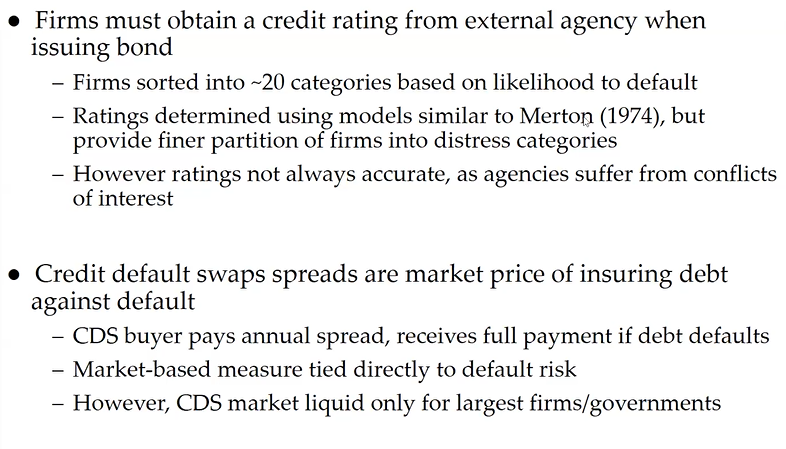 ● Firms must obtain a credit rating from external agency when
issuing bond
– Firms sorted into ~20 categories based on likelihood to default
– Ratings determined using models similar to Merton (1974), but
provide finer partition of firms into distress categories
– However ratings not always accurate, as agencies suffer from conflicts
of interest
● Credit default swaps spreads are market price of insuring debt
against default
– CDS buyer pays annual spread, receives full payment if debt defaults
– Market-based measure tied directly to default risk
– However, CDS market liquid only for largest firms/governments